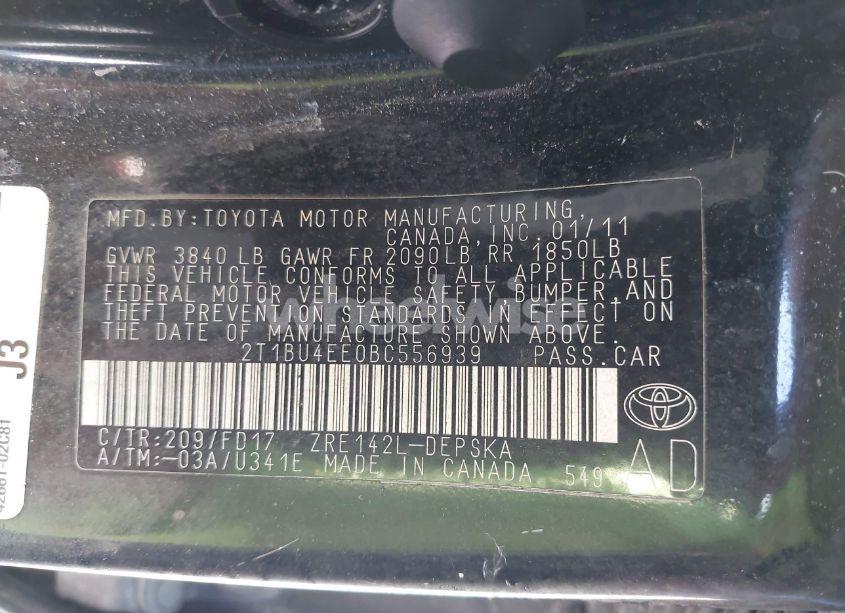 MFD.BY:TOYOTA MOTOR MANUFACTURING,
CANADA,INC. 01/11
GVWR 3840 LB GAWR FR 2090LB RR 1850LB
THIS VEHICLE CONFORMS TO ALL APPLICABLE
FEDERAL MOTOR VEHICLE SAFETY,BUMPER,AND
THEFT PREVENTION STANDARDS IN EFFECT ON
THE DATE OF MANUFACTURE SHOWN ABOVE.
2T1BU4EE0BC556939 PASS.CAR
C/TR:209/FD17 ZRE142L-DEPSKA
A/TM:-03A/U341E MADE IN CANADA 549
AD
J3
42661-02C81
wheelwise